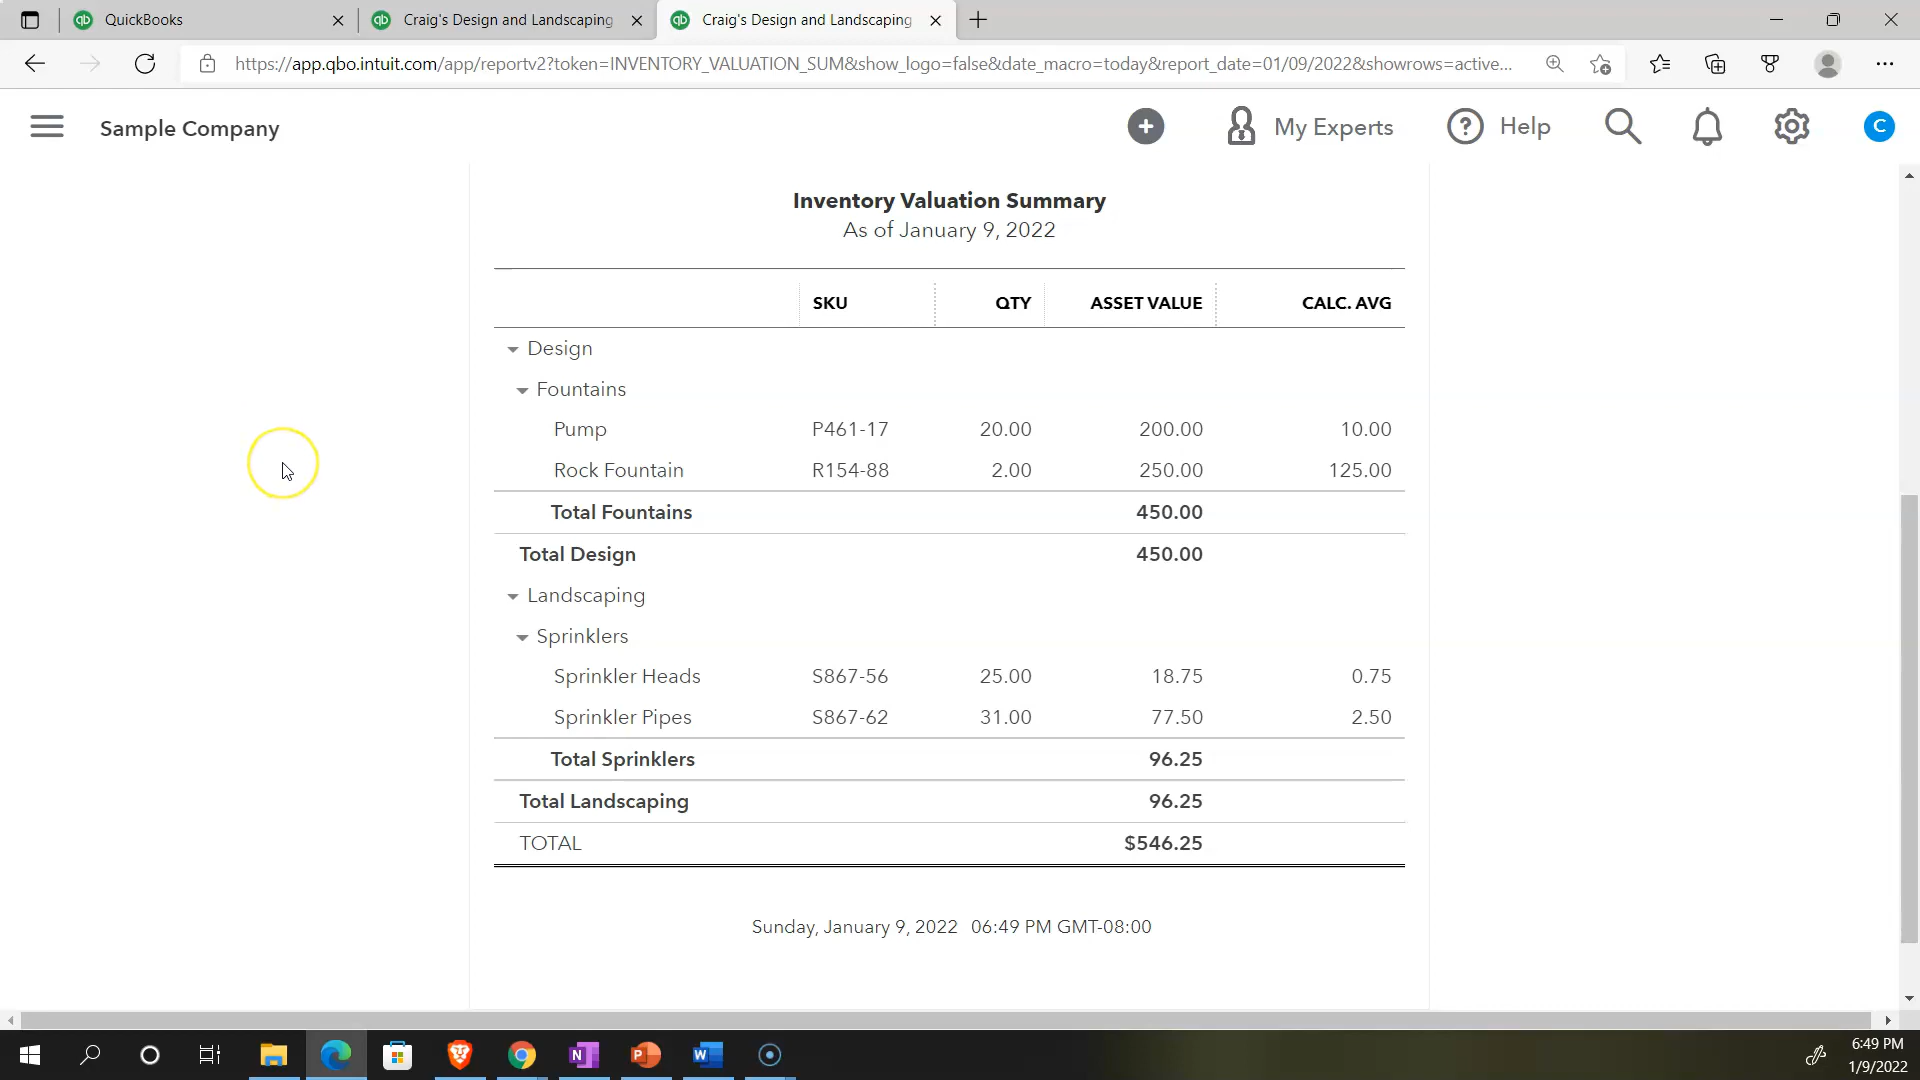 QuickBooks
Craig's Design and Landscaping
Craig's Design and Landscaping
https://app.qbo.intuit.com/app/reportv2?token=INVENTORY_VALUATION_SUM&show_logo=false&date_macro=today&report_date=01/09/2022&showrows=active...
Sample Company
My Experts
Help
C
Inventory Valuation Summary
As of January 9, 2022
SKU QTY ASSET VALUE CALC. AVG
Design
Fountains
Pump P461-17 20.00 200.00 10.00
Rock Fountain R154-88 2.00 250.00 125.00
Total Fountains 450.00
Total Design 450.00
Landscaping
Sprinklers
Sprinkler Heads S867-56 25.00 18.75 0.75
Sprinkler Pipes S867-62 31.00 77.50 2.50
Total Sprinklers 96.25
Total Landscaping 96.25
TOTAL $546.25
Sunday, January 9, 2022 06:49 PM GMT-08:00
6:49 PM
1/9/2022